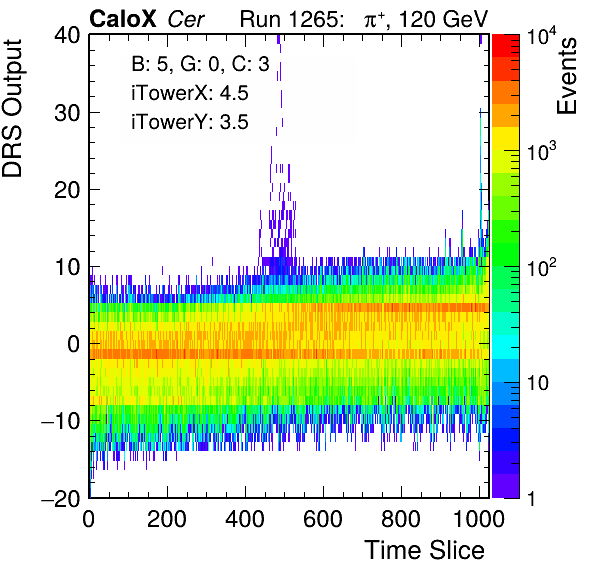 CaloX Cer Run 1265: π⁺, 120 GeV
B: 5, G: 0, C: 3
iTowerX: 4.5
iTowerY: 3.5
DRS Output
40
30
20
10
0
−10
−20
0 200 400 600 800 1000
Time Slice
Events
10⁴
10³
10²
10
1